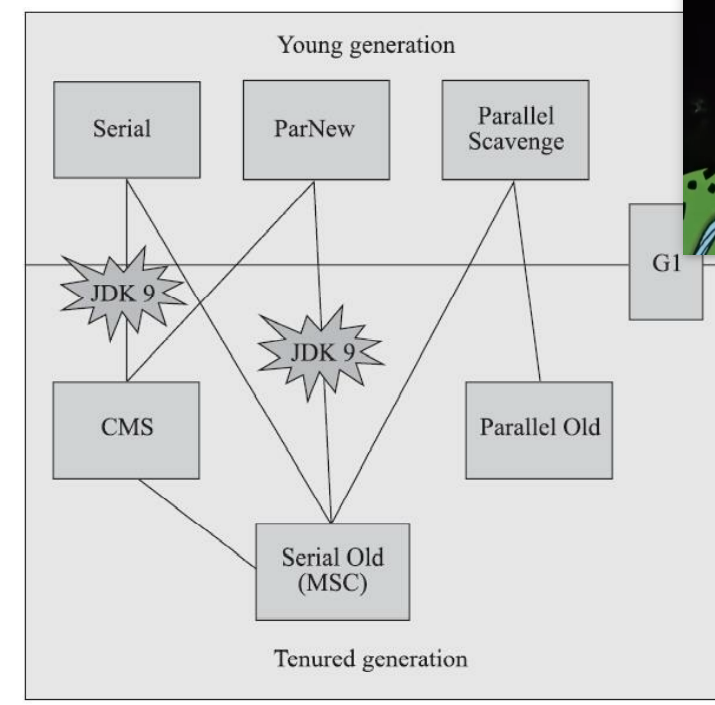 Young generation
Serial
ParNew
Parallel
Scavenge
G1
JDK 9
JDK 9
CMS
Parallel Old
Serial Old
(MSC)
Tenured generation